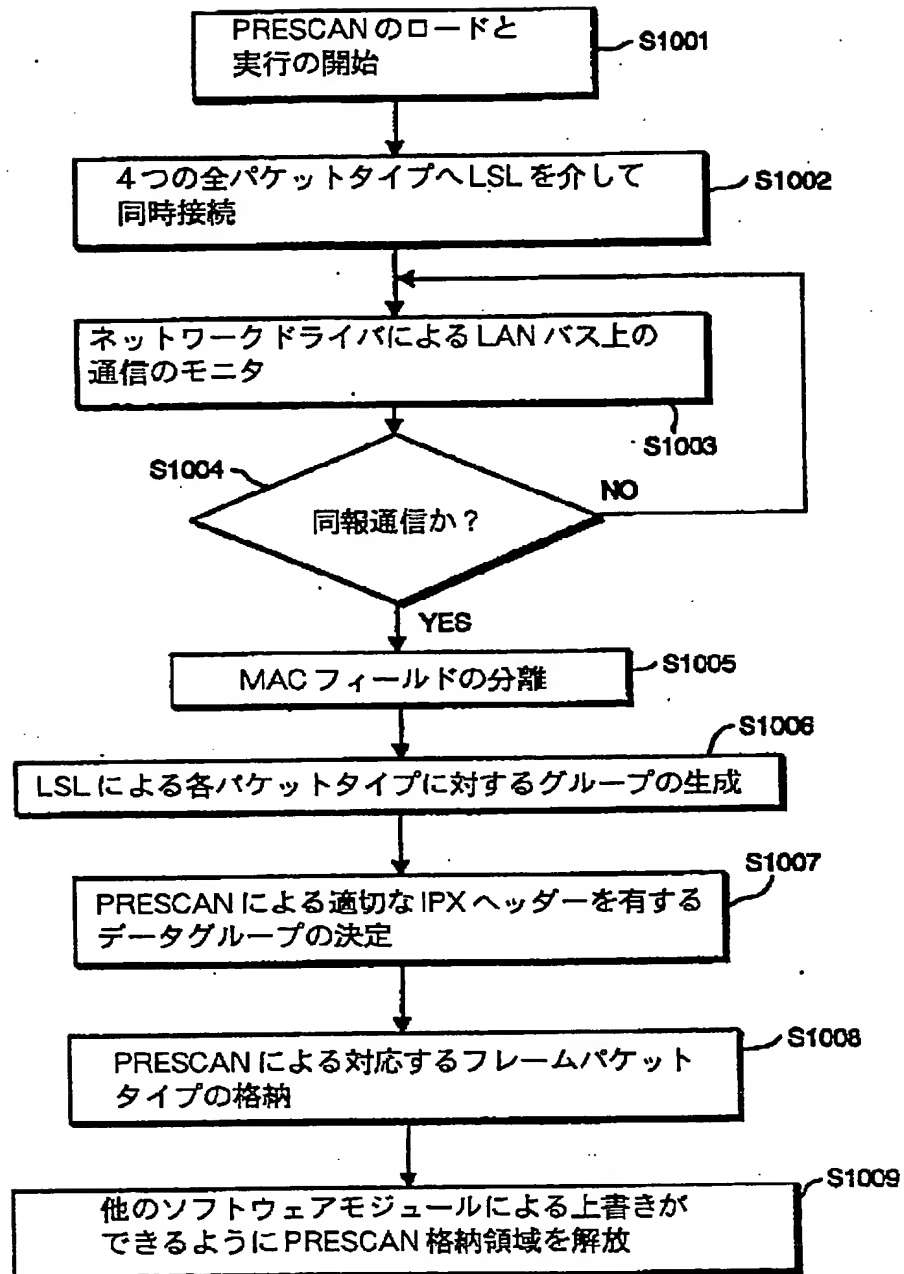 PRESCANのロードと
実行の開始
S1001
4つの全パケットタイプへLSLを介して
同時接続
S1002
ネットワークドライバによるLANバス上の
通信のモニタ
S1003
S1004
同報通信か?
NO
YES
MACフィールドの分離
S1005
S1006
LSLによる各パケットタイプに対するグループの生成
S1007
PRESCANによる適切なIPXヘッダーを有する
データグループの決定
S1008
PRESCANによる対応するフレームパケット
タイプの格納
S1009
他のソフトウェアモジュールによる上書きが
できるようにPRESCAN格納領域を解放